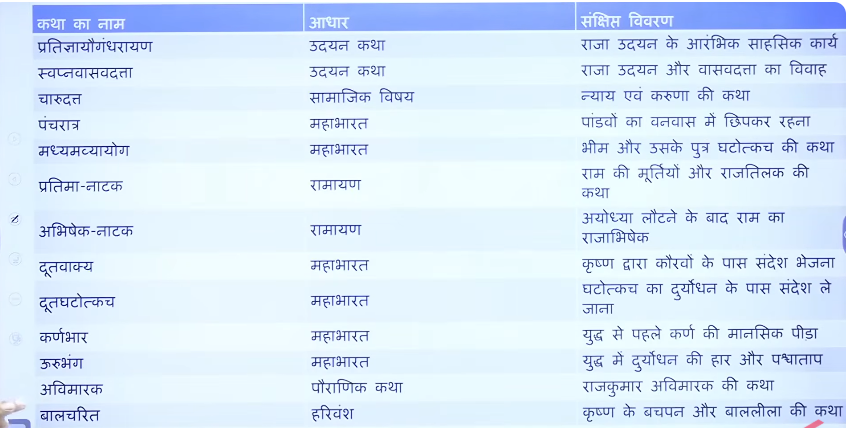 कथा का नाम आधार संक्षिप्त विवरण
प्रतिज्ञायौगंधरायण उदयन कथा राजा उदयन के आरंभिक साहसिक कार्य
स्वप्नवासवदत्ता उदयन कथा राजा उदयन और वासवदत्ता का विवाह
चारुदत्त सामाजिक विषय न्याय एवं करुणा की कथा
पंचरात्र महाभारत पांडवों का वनवास में छिपकर रहना
मध्यमव्यायोग महाभारत भीम और उसके पुत्र घटोत्कच की कथा
प्रतिमा-नाटक रामायण राम की मूर्तियों और राजतिलक की
कथा
अभिषेक-नाटक रामायण अयोध्या लौटने के बाद राम का
राजाभिषेक
दूतवाक्य महाभारत कृष्ण द्वारा कौरवों के पास संदेश भेजना
दूतघटोत्कच महाभारत घटोत्कच का दुर्योधन के पास संदेश ले
जाना
कर्णभार महाभारत युद्ध से पहले कर्ण की मानसिक पीड़ा
ऊरुभंग महाभारत युद्ध में दुर्योधन की हार और पश्चाताप
अविमारक पौराणिक कथा राजकुमार अविमारक की कथा
बालचरित हरिवंश कृष्ण के बचपन और बाललीला की कथा